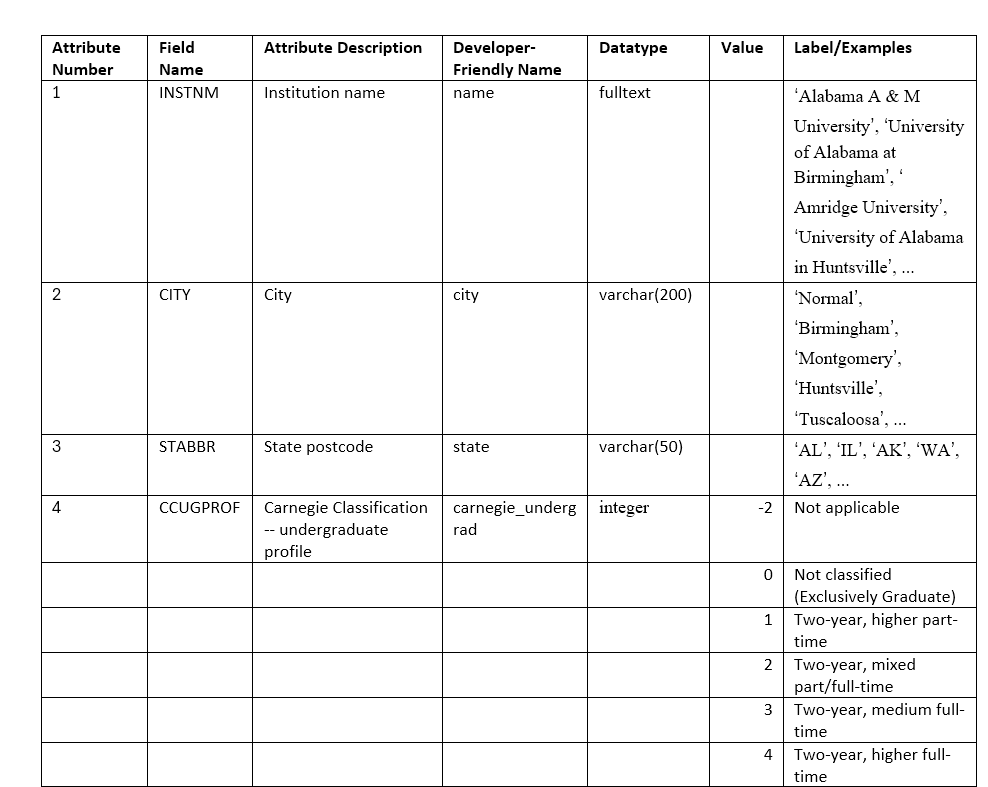 Attribute Number Field Name Attribute Description Developer-Friendly Name Datatype Value Label/Examples
1 INSTNM Institution name name fulltext ‘Alabama A & M
University’, ‘University
of Alabama at
Birmingham’, ‘
Amridge University’,
‘University of Alabama
in Huntsville’, ...
2 CITY City city varchar(200) ‘Normal’,
‘Birmingham’,
‘Montgomery’,
‘Huntsville’,
‘Tuscaloosa’, ...
3 STABBR State postcode state varchar(50) ‘AL’, ‘IL’, ‘AK’, ‘WA’,
‘AZ’, ...
4 CCUGPROF Carnegie Classification carnegie_underg integer -2 Not applicable
-- undergraduate rad
profile
0 Not classified
(Exclusively Graduate)
1 Two-year, higher part-
time
2 Two-year, mixed
part/full-time
3 Two-year, medium full-
time
4 Two-year, higher full-
time